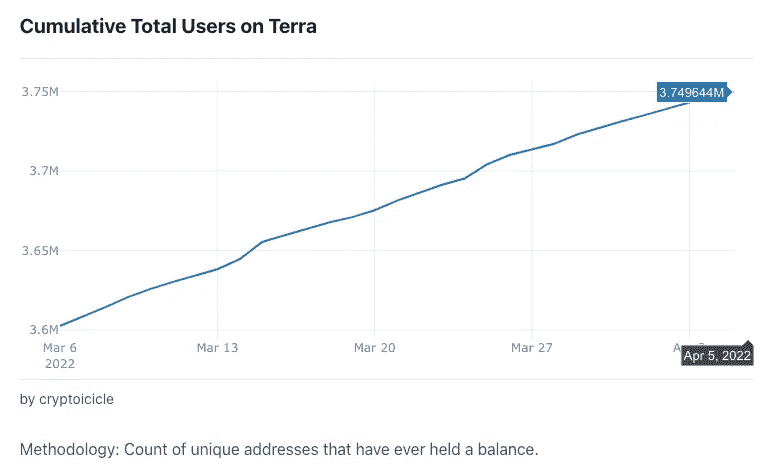 Cumulative Total Users on Terra
3.75M
3.749644M
3.7M
3.65M
3.6M
Mar 6
2022
Mar 13
Mar 20
Mar 27
Apr 5, 2022
by cryptoicicle
Methodology: Count of unique addresses that have ever held a balance.